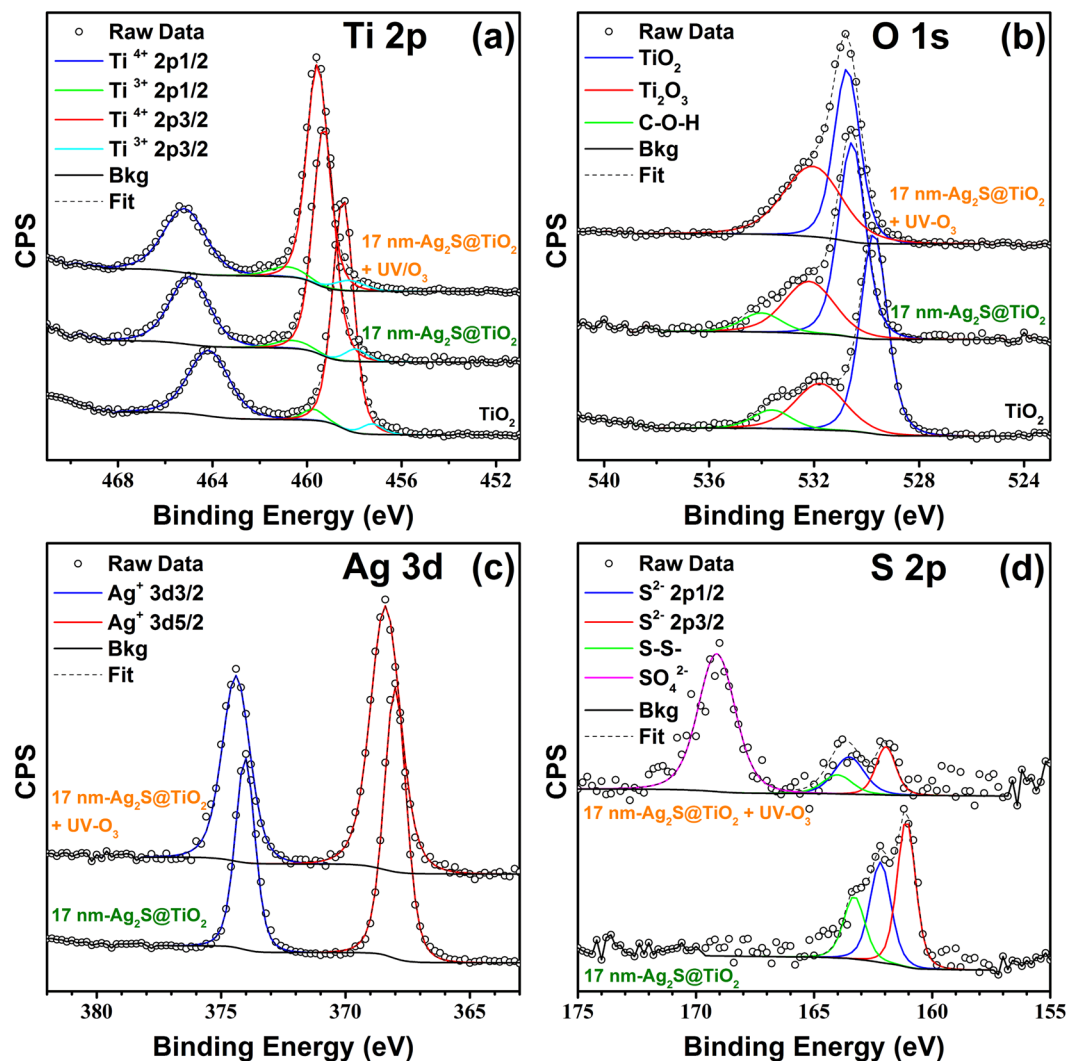 Ti 2p (a)
Raw Data
Ti ⁴⁺ 2p1/2
Ti ³⁺ 2p1/2
Ti ⁴⁺ 2p3/2
Ti ³⁺ 2p3/2
Bkg
Fit
17 nm-Ag₂S@TiO₂
+ UV/O₃
17 nm-Ag₂S@TiO₂
TiO₂
CPS
468 464 460 456 452
Binding Energy (eV)
O 1s (b)
Raw Data
TiO₂
Ti₂O₃
C-O-H
Bkg
Fit
17 nm-Ag₂S@TiO₂
+ UV-O₃
17 nm-Ag₂S@TiO₂
TiO₂
CPS
540 536 532 528 524
Binding Energy (eV)
Ag 3d (c)
Raw Data
Ag⁺ 3d3/2
Ag⁺ 3d5/2
Bkg
Fit
17 nm-Ag₂S@TiO₂
+ UV-O₃
17 nm-Ag₂S@TiO₂
CPS
380 375 370 365
Binding Energy (eV)
S 2p (d)
Raw Data
S²⁻ 2p1/2
S²⁻ 2p3/2
S-S-
SO₄²⁻
Bkg
Fit
17 nm-Ag₂S@TiO₂ + UV-O₃
17 nm-Ag₂S@TiO₂
CPS
175 170 165 160 155
Binding Energy (eV)